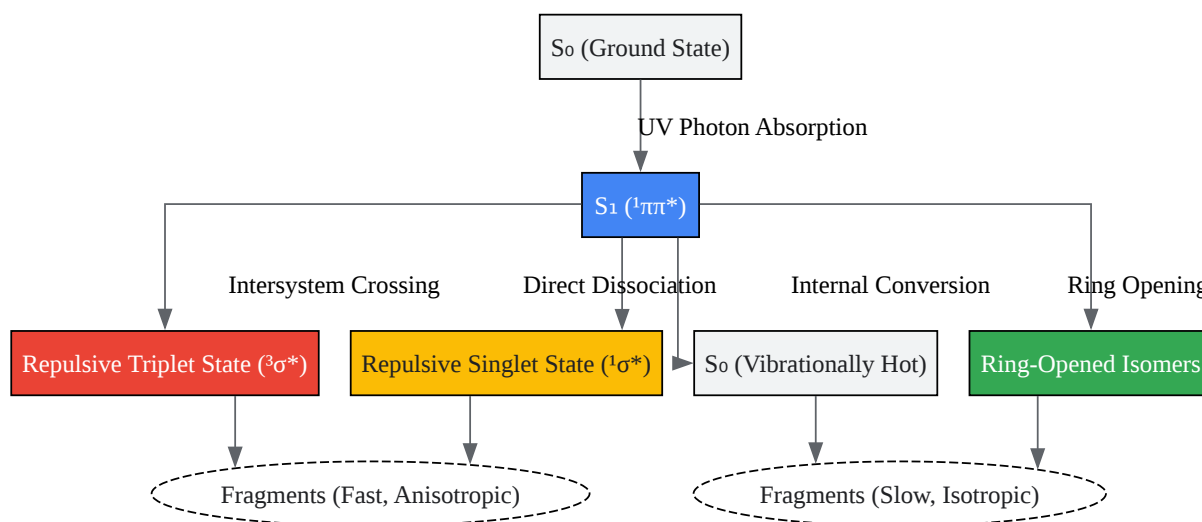 S₀ (Ground State)
UV Photon Absorption
S₁ (¹ππ*)
Intersystem Crossing
Direct Dissociation
Internal Conversion
Ring Opening
Repulsive Triplet State (³σ*)
Repulsive Singlet State (¹σ*)
S₀ (Vibrationally Hot)
Ring-Opened Isomers
Fragments (Fast, Anisotropic)
Fragments (Slow, Isotropic)